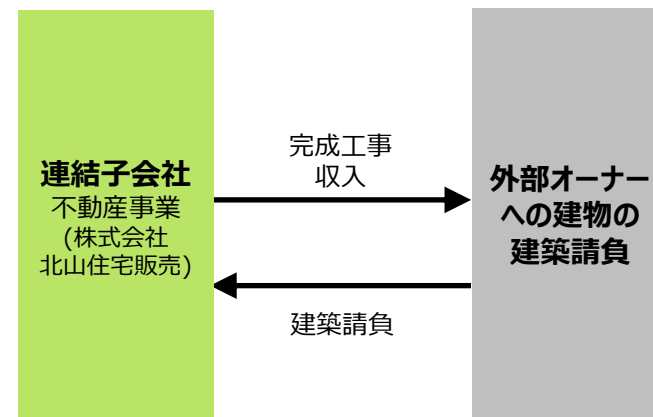 連結子会社
不動産事業
(株式会社
北山住宅販売)
完成工事
収入
建築請負
外部オーナー
への建物の
建築請負